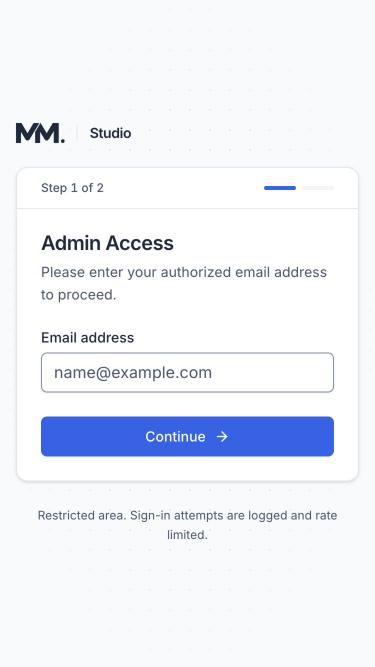 MM.
Studio
Step 1 of 2
Admin Access
Please enter your authorized email address
to proceed.
Email address
name@example.com
Continue →
Restricted area. Sign-in attempts are logged and rate
limited.